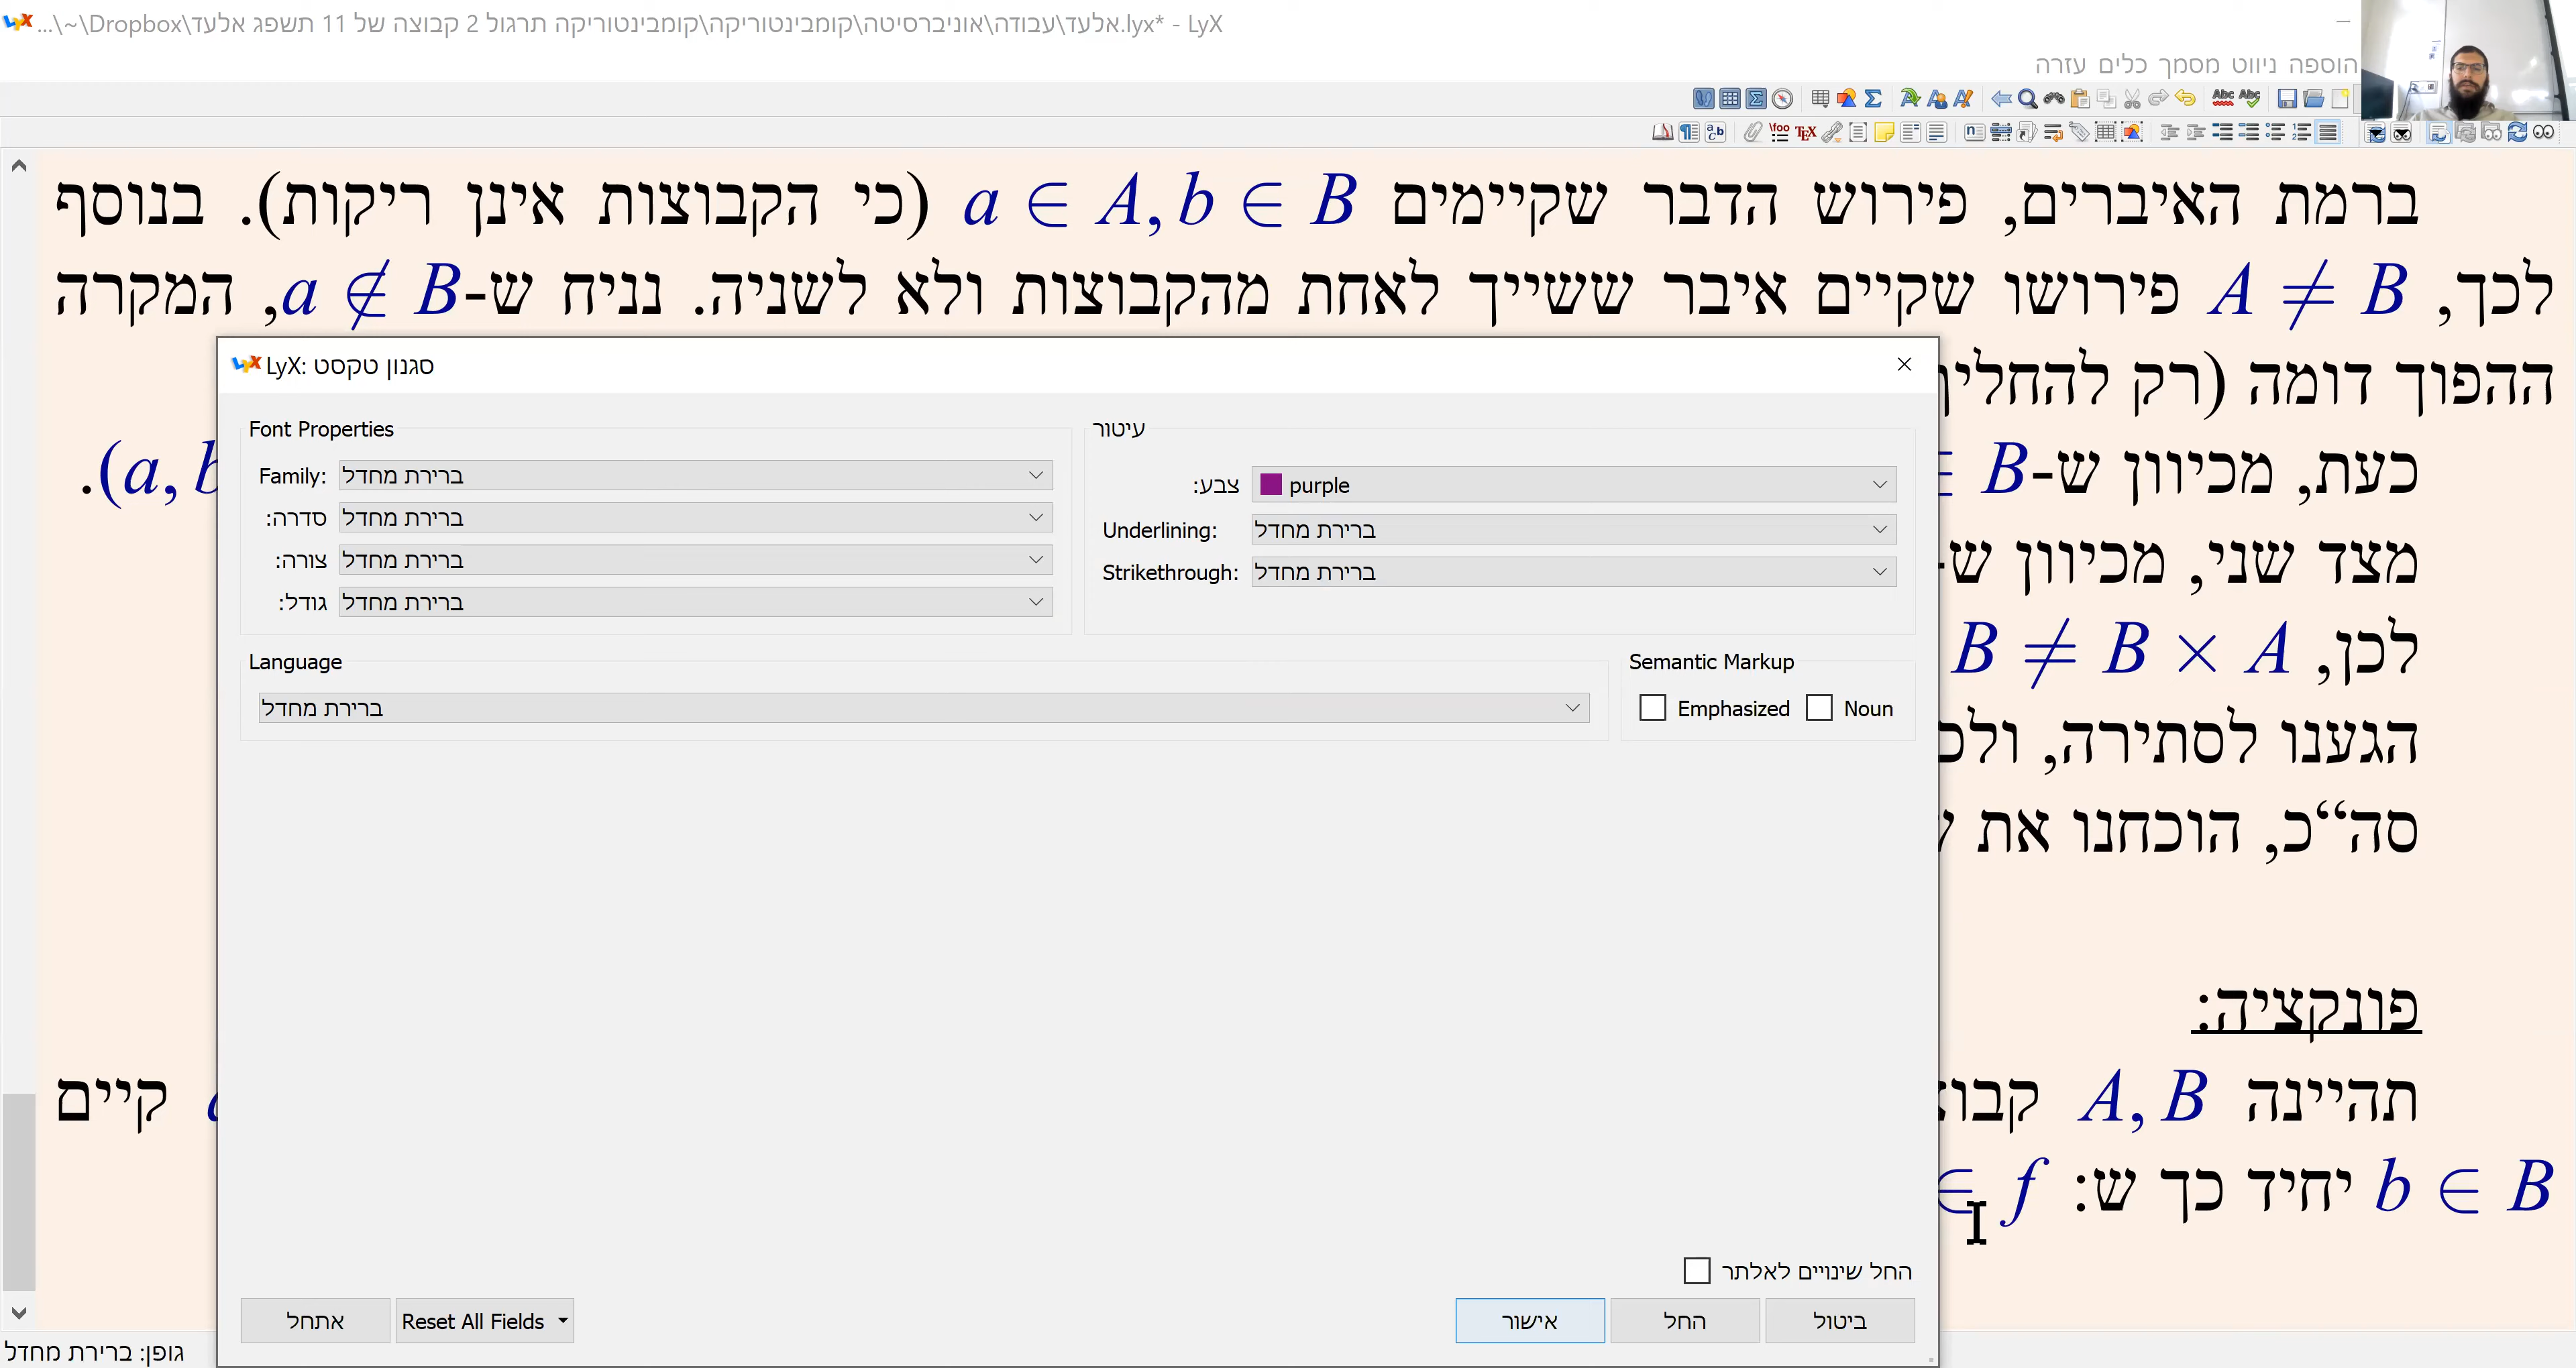 ...\~\Dropbox\אלעד\עבודה\אוניברסיטה\קומבינטוריקה\קומבינטוריקה תרגול 2 קבוצה של 11 תשפג אלעד.lyx* - LyX
הוספה ניווט מסמך כלים עזרה
ברמת האיברים, פירוש הדבר שקיימים a ∈ A, b ∈ B (כי הקבוצות אינן ריקות). בנוסף
לכך, A ≠ B פירושו שקיים איבר ששייך לאחת מהקבוצות ולא לשניה. נניח ש-a ∉ B, המקרה
ההפוך דומה (רק להחליף
כעת, מכיוון ש-B (a, b).
מצד שני, מכיוון ש-
לכן, B ≠ B × A
הגענו לסתירה, ולכ
סה“כ, הוכחנו את
פונקציה:
תהיינה A, B קבו קיים
b ∈ B יחיד כך ש: ∈ f
LyX: סגנון טקסט
Font Properties
Family: ברירת מחדל
סדרה: ברירת מחדל
צורה: ברירת מחדל
גודל: ברירת מחדל
עיטור
צבע: purple
Underlining: ברירת מחדל
Strikethrough: ברירת מחדל
Language
ברירת מחדל
Semantic Markup
Emphasized Noun
החל שינויים לאלתר
אתחל Reset All Fields אישור החל ביטול
גופן: ברירת מחדל